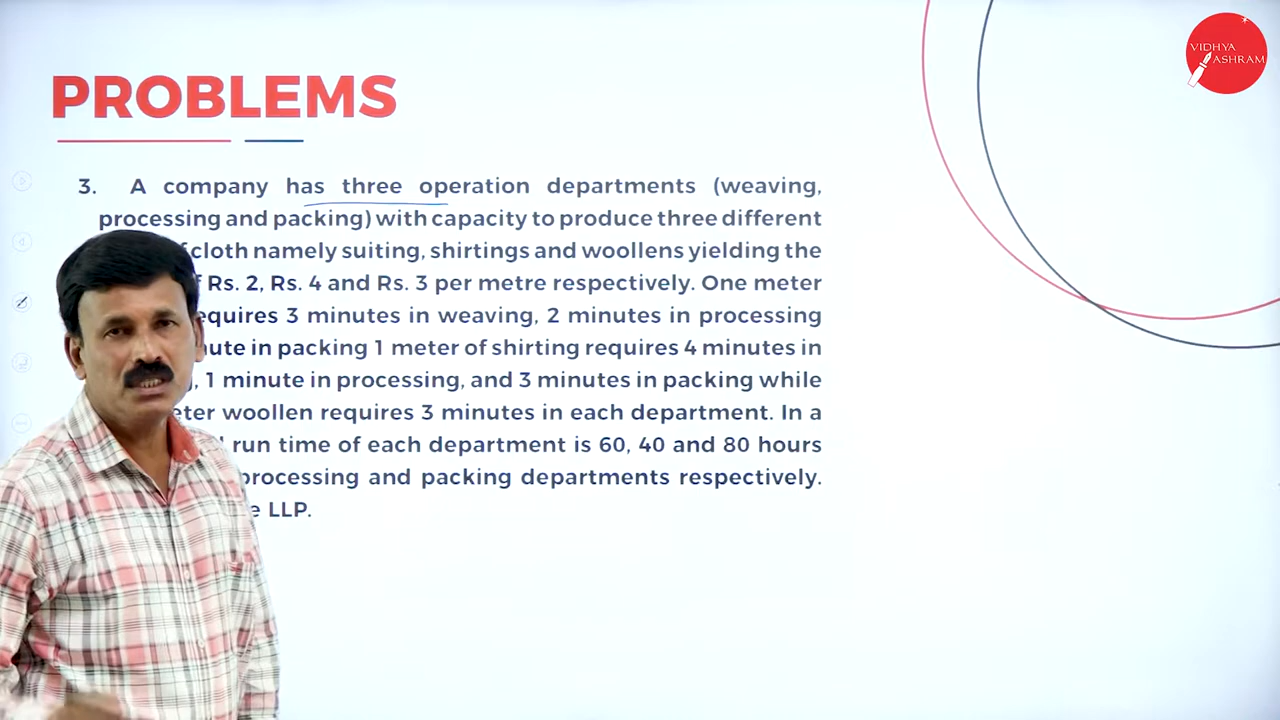 VIDHYA
ASHRAM
PROBLEMS
3. A company has three operation departments (weaving,
processing and packing) with capacity to produce three different
cloth namely suiting, shirtings and woollens yielding the
Rs. 2, Rs. 4 and Rs. 3 per metre respectively. One meter
requires 3 minutes in weaving, 2 minutes in processing
in packing 1 meter of shirting requires 4 minutes in
, 1 minute in processing, and 3 minutes in packing while
woollen requires 3 minutes in each department. In a
run time of each department is 60, 40 and 80 hours
processing and packing departments respectively.
LLP.